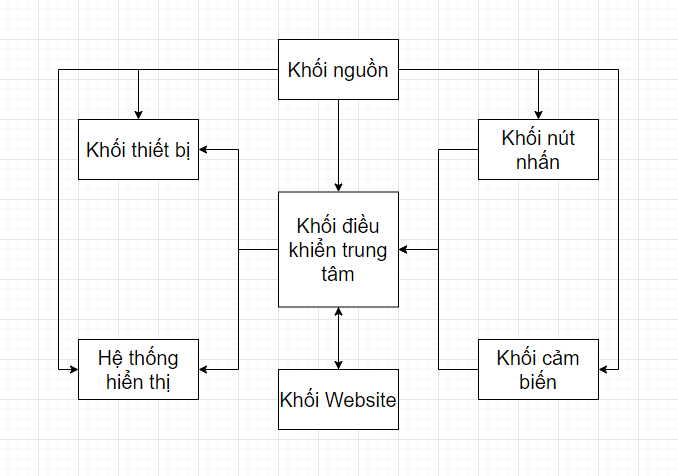 Khối nguồn
Khối thiết bị
Khối nút
nhấn
Khối điều
khiển trung
tâm
Hệ thống
hiển thị
Khối cảm
biến
Khối Website